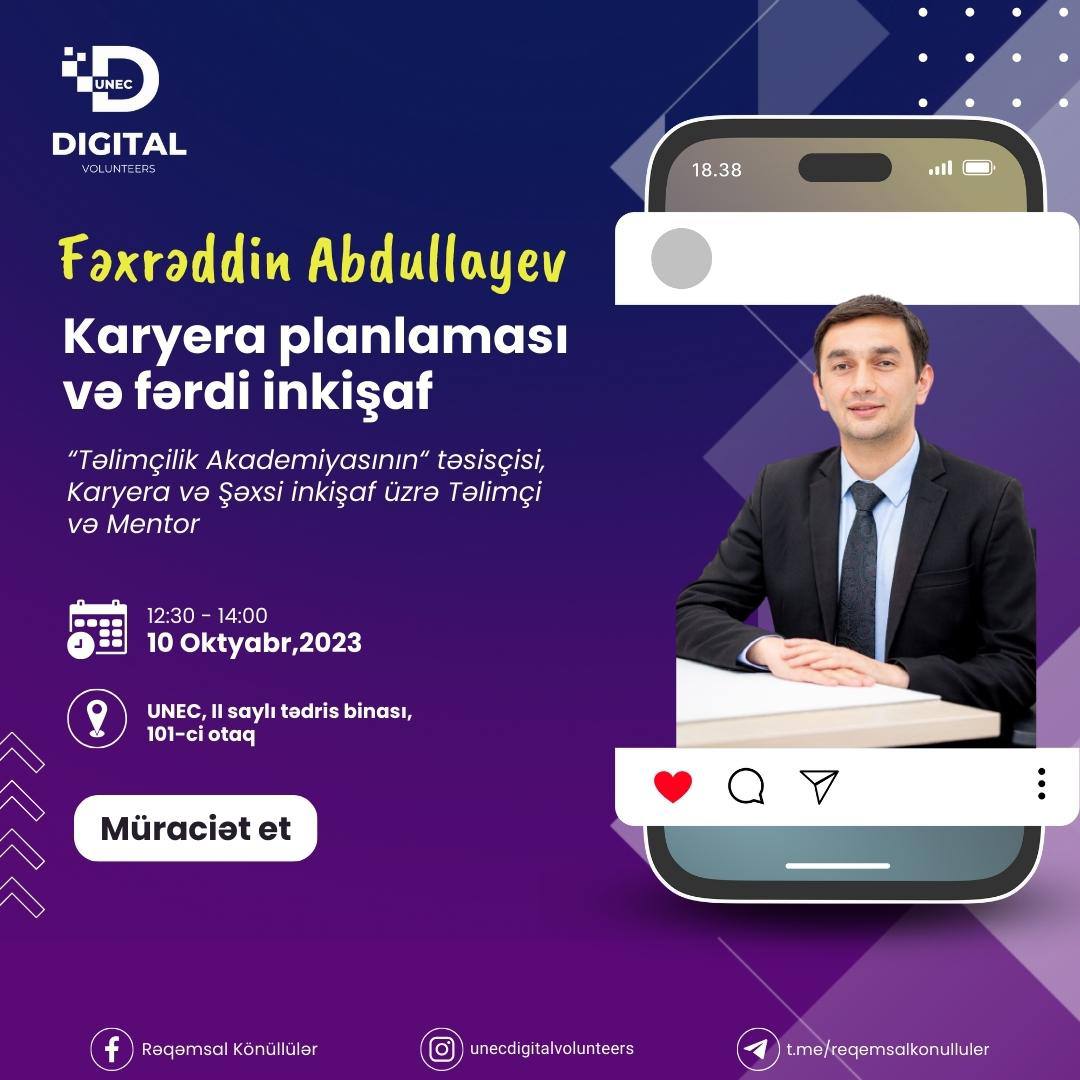 UNEC
DIGITAL
VOLUNTEERS
18.38
Fəxrəddin Abdullayev
Karyera planlaması
və fərdi inkişaf
“Təlimçilik Akademiyasının“ təsisçisi,
Karyera və Şəxsi inkişaf üzrə Təlimçi
və Mentor
12:30 - 14:00
10 Oktyabr,2023
UNEC, II saylı tədris binası,
101-ci otaq
Müraciət et
Rəqəmsal Könüllülər
unecdigitalvolunteers
t.me/reqemsalkonulluler